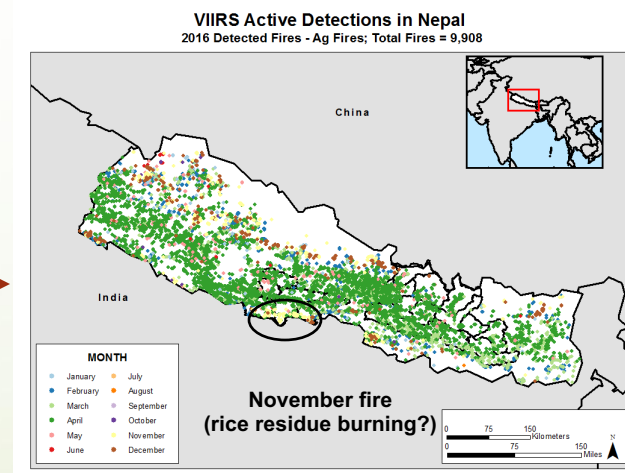 VIIRS Active Detections in Nepal
2016 Detected Fires - Ag Fires; Total Fires = 9,908
China
India
MONTH
January
February
March
April
May
June
July
August
September
October
November
December
November fire
(rice residue burning?)
0 75 150
Kilometers
0 75 150
Miles
N